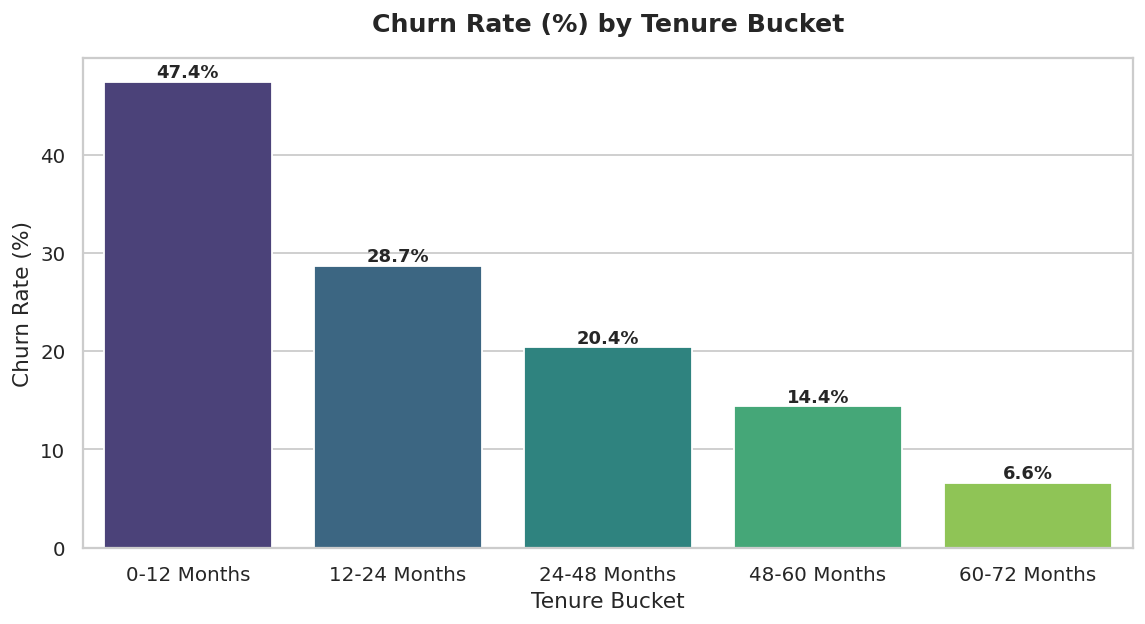 Churn Rate (%) by Tenure Bucket
Churn Rate (%)
40
30
20
10
0
47.4%
28.7%
20.4%
14.4%
6.6%
0-12 Months
12-24 Months
24-48 Months
48-60 Months
60-72 Months
Tenure Bucket